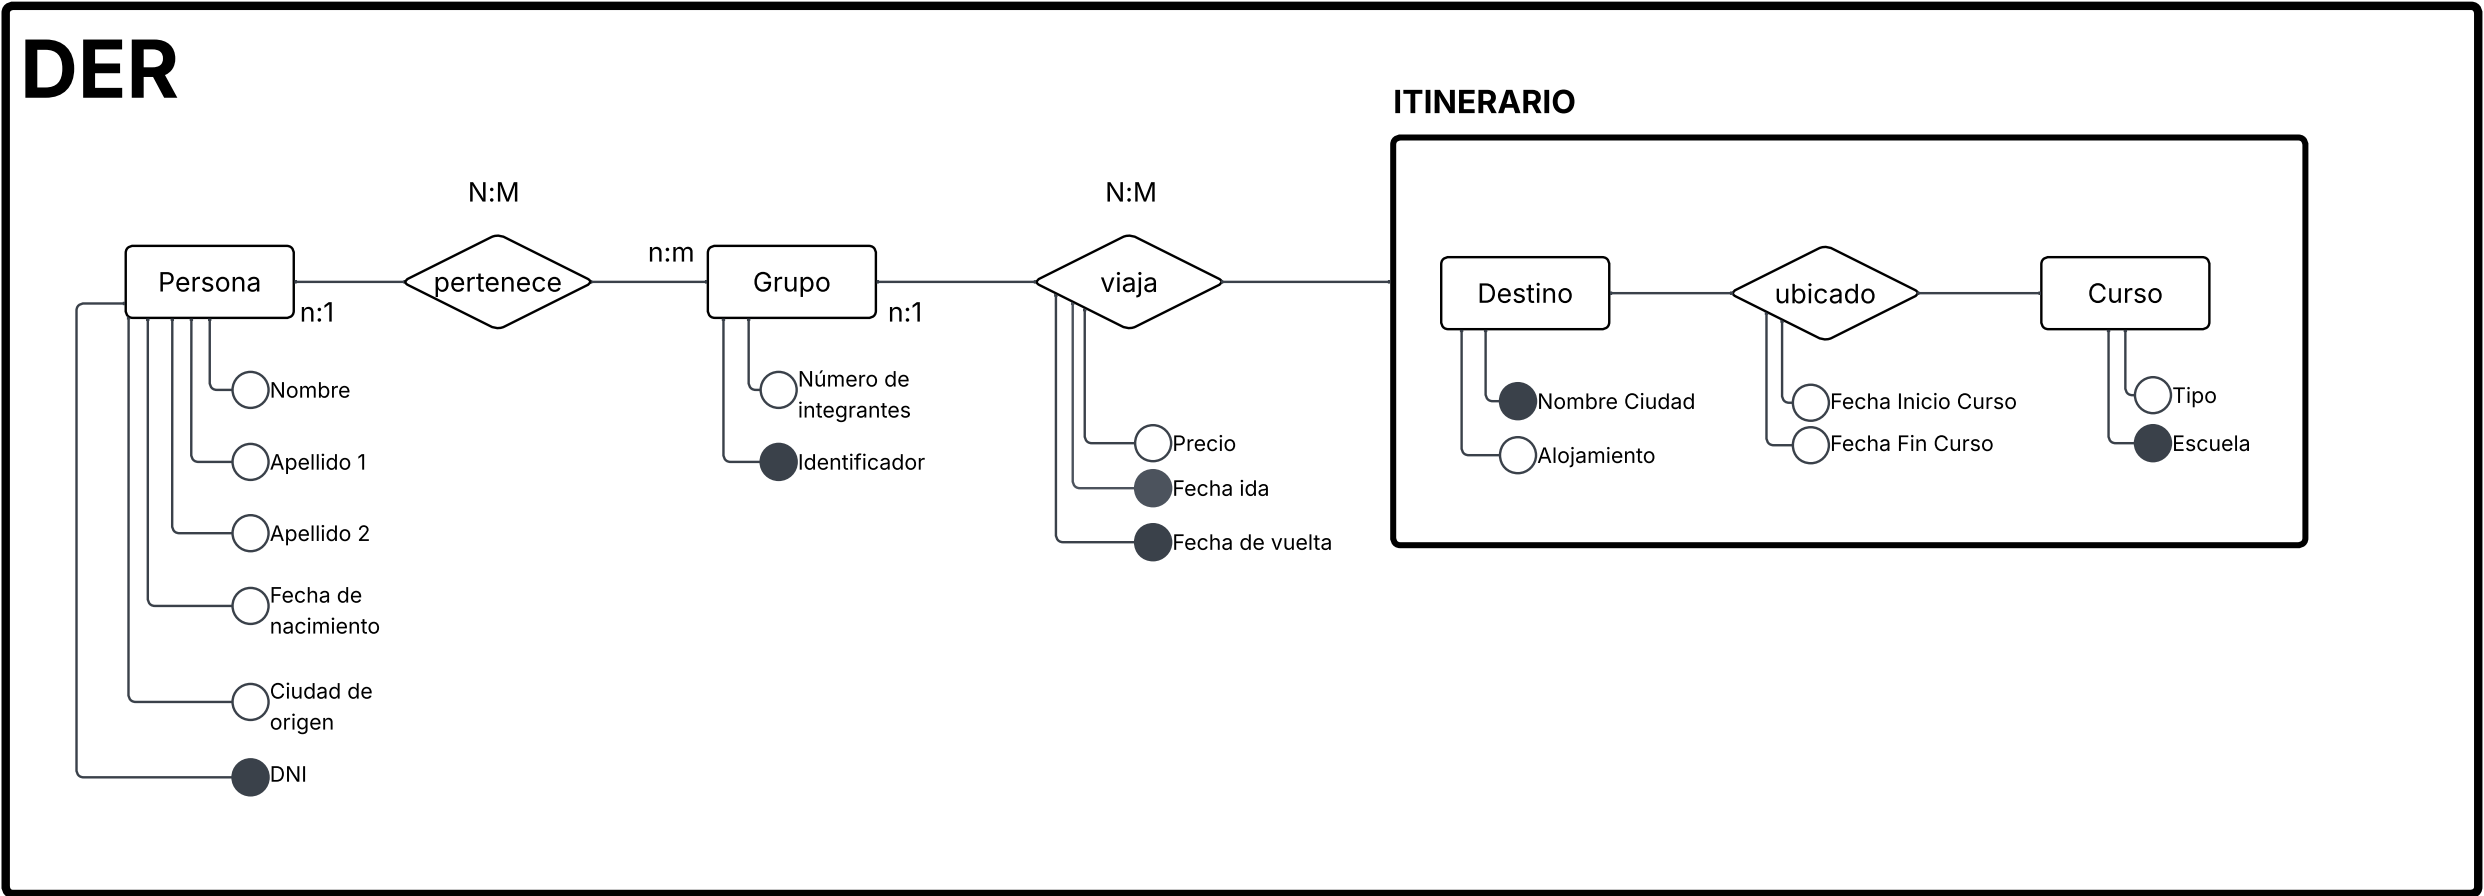 DER
ITINERARIO
N:M
N:M
n:m
Persona
pertenece
Grupo
viaja
Destino
ubicado
Curso
n:1
n:1
Nombre
Apellido 1
Apellido 2
Fecha de
nacimiento
Ciudad de
origen
DNI
Número de
integrantes
Identificador
Precio
Fecha ida
Fecha de vuelta
Nombre Ciudad
Alojamiento
Fecha Inicio Curso
Fecha Fin Curso
Tipo
Escuela